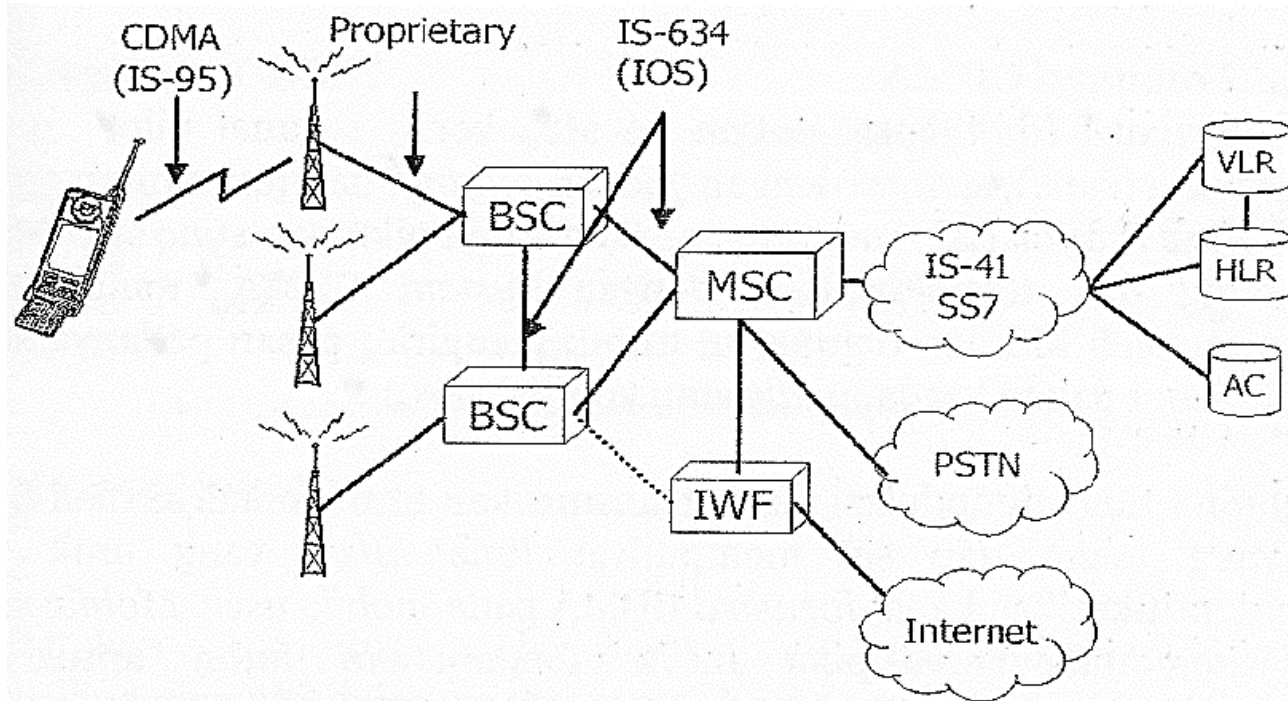 CDMA
(IS-95)
Proprietary
IS-634
(IOS)
BSC
BSC
MSC
IWF
IS-41
SS7
PSTN
Internet
VLR
HLR
AC